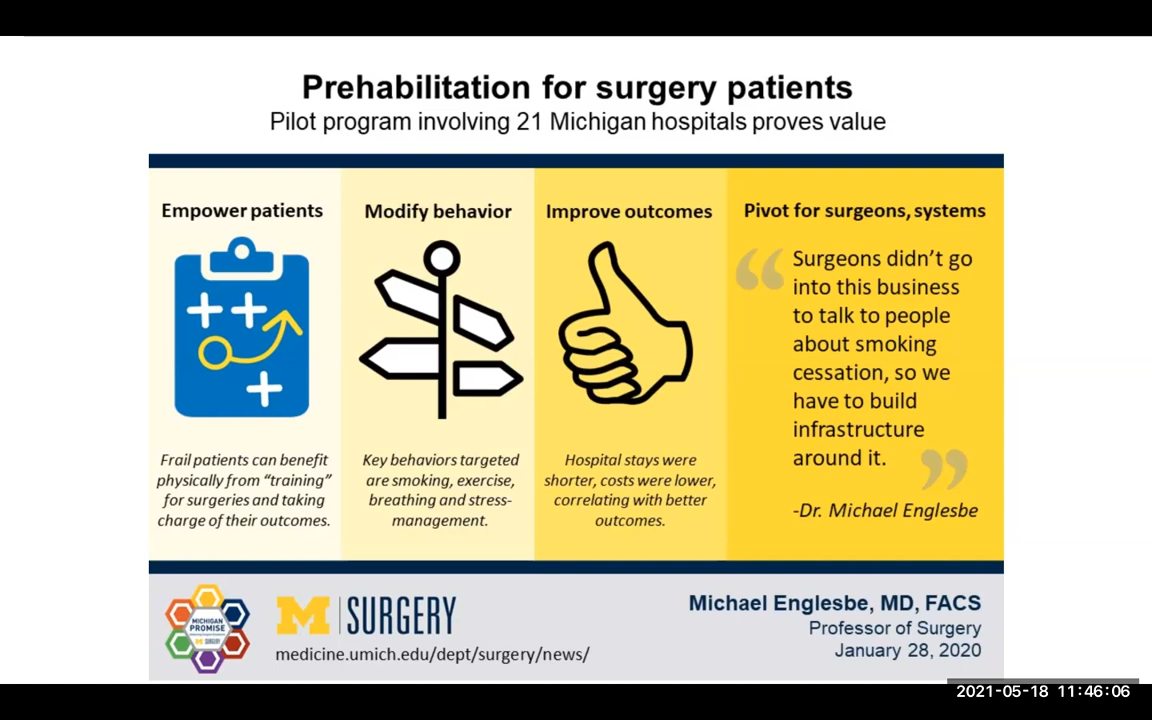 Prehabilitation for surgery patients
Pilot program involving 21 Michigan hospitals proves value
Empower patients
Frail patients can benefit
physically from “training”
for surgeries and taking
charge of their outcomes.
Modify behavior
Key behaviors targeted
are smoking, exercise,
breathing and stress-
management.
Improve outcomes
Hospital stays were
shorter, costs were lower,
correlating with better
outcomes.
Pivot for surgeons, systems
“ Surgeons didn’t go
into this business
to talk to people
about smoking
cessation, so we
have to build
infrastructure
around it. ”
-Dr. Michael Englesbe
MICHIGAN
PROMISE
M SURGERY
M | SURGERY
medicine.umich.edu/dept/surgery/news/
Michael Englesbe, MD, FACS
Professor of Surgery
January 28, 2020
2021-05-18 11:46:06